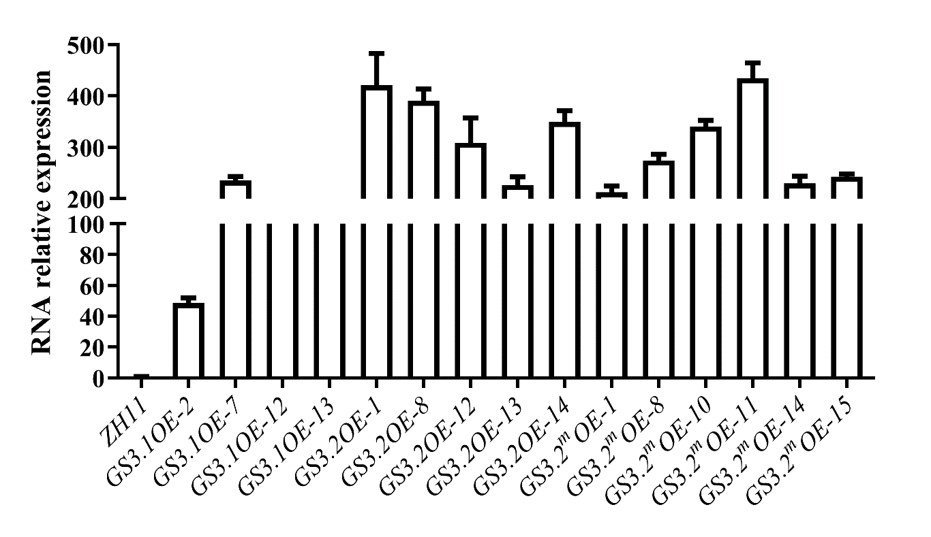 RNA relative expression
500
400
300
200
100
80
60
40
20
0
ZH11
GS3.1OE-2
GS3.1OE-7
GS3.1OE-12
GS3.1OE-13
GS3.2OE-1
GS3.2OE-8
GS3.2OE-12
GS3.2OE-13
GS3.2OE-14
GS3.2ᵐ OE-1
GS3.2ᵐ OE-8
GS3.2ᵐ OE-10
GS3.2ᵐ OE-11
GS3.2ᵐ OE-14
GS3.2ᵐ OE-15